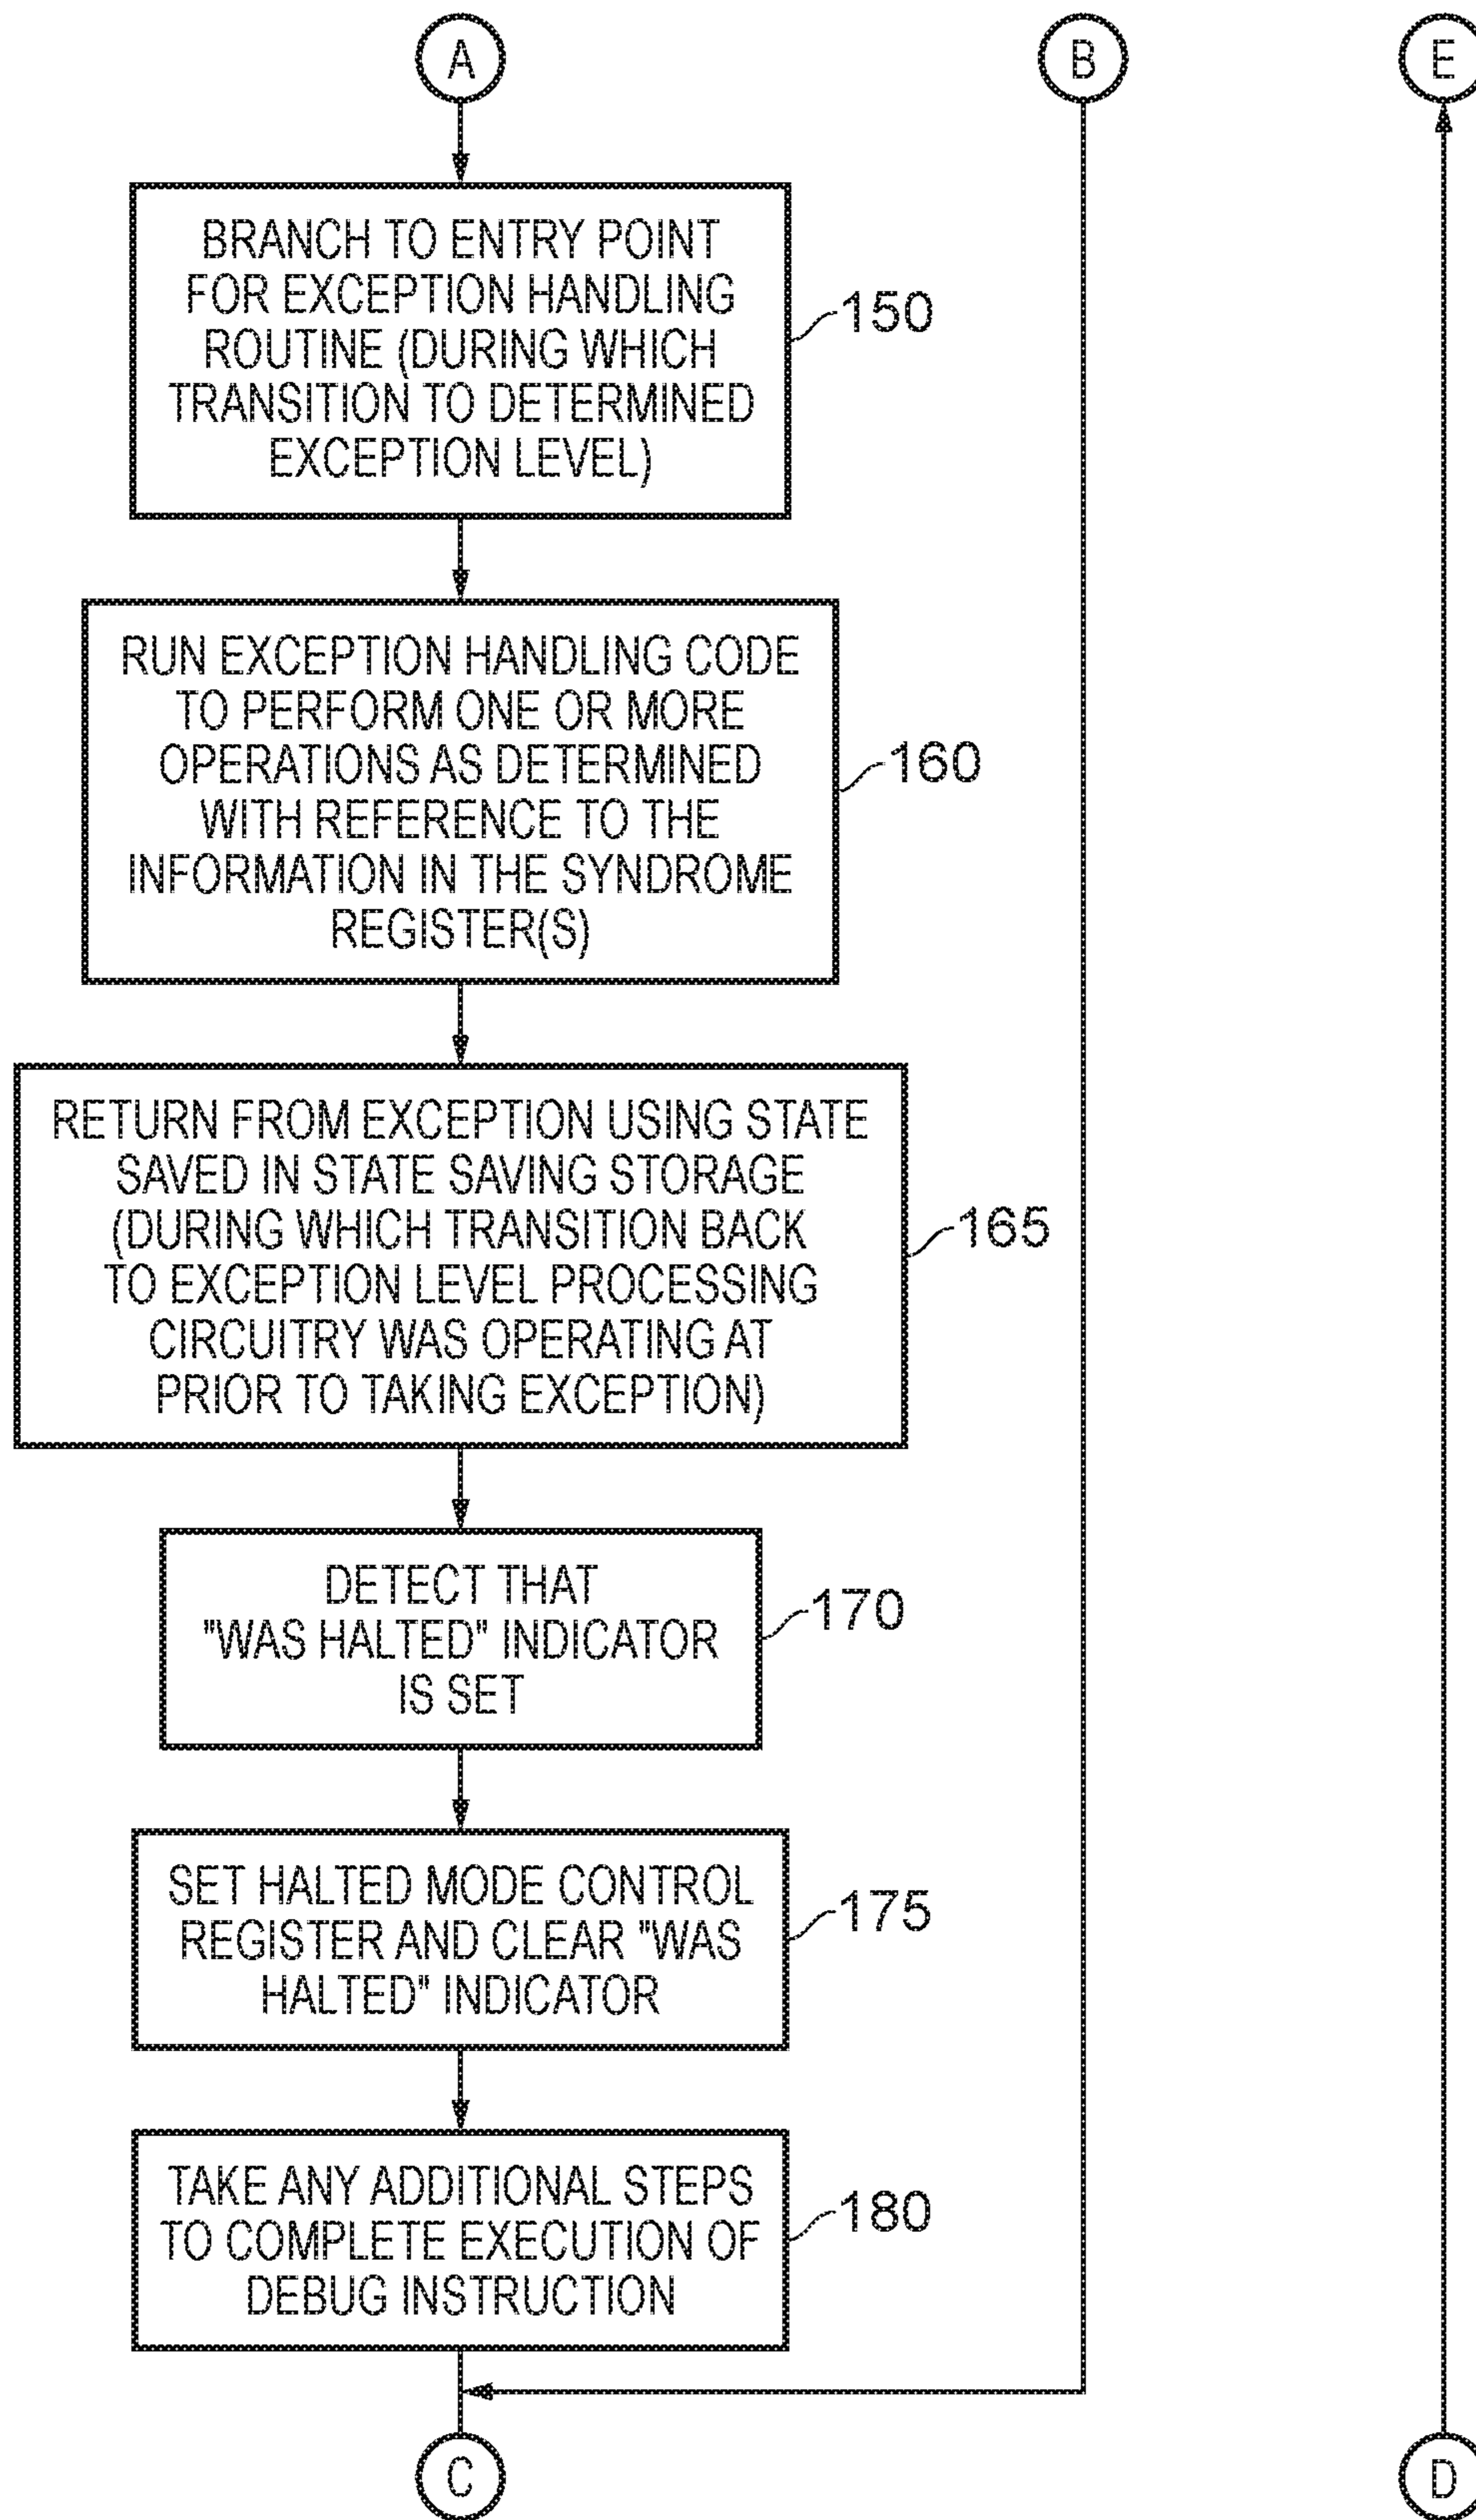 A
B
E
BRANCH TO ENTRY POINT
FOR EXCEPTION HANDLING
ROUTINE (DURING WHICH
TRANSITION TO DETERMINED
EXCEPTION LEVEL)
150
RUN EXCEPTION HANDLING CODE
TO PERFORM ONE OR MORE
OPERATIONS AS DETERMINED
WITH REFERENCE TO THE
INFORMATION IN THE SYNDROME
REGISTER(S)
160
RETURN FROM EXCEPTION USING STATE
SAVED IN STATE SAVING STORAGE
(DURING WHICH TRANSITION BACK
TO EXCEPTION LEVEL PROCESSING
CIRCUITRY WAS OPERATING AT
PRIOR TO TAKING EXCEPTION)
165
DETECT THAT
"WAS HALTED" INDICATOR
IS SET
170
SET HALTED MODE CONTROL
REGISTER AND CLEAR "WAS
HALTED" INDICATOR
175
TAKE ANY ADDITIONAL STEPS
TO COMPLETE EXECUTION OF
DEBUG INSTRUCTION
180
C
D